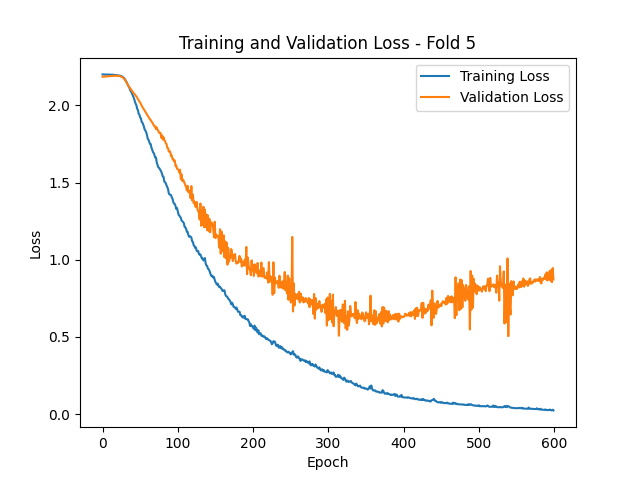 Training and Validation Loss - Fold 5
Training Loss
Validation Loss
Loss
2.0
1.5
1.0
0.5
0.0
0 100 200 300 400 500 600
Epoch